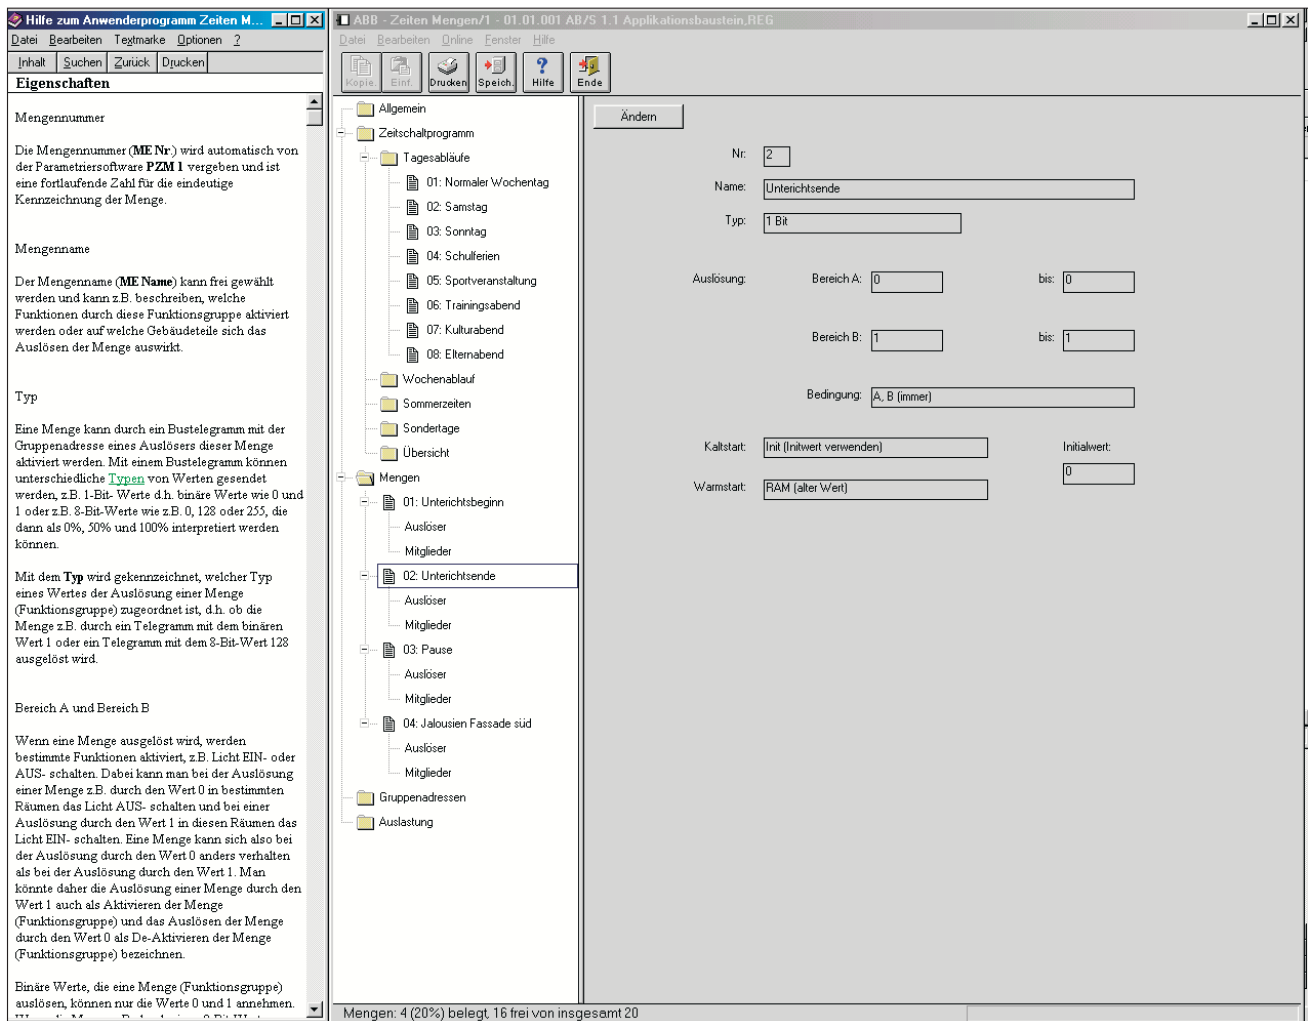 Hilfe zum Anwenderprogramm Zeiten M...
Datei Bearbeiten Textmarke Optionen ?
Inhalt Suchen Zurück Drucken
Eigenschaften
Mengennummer
Die Mengennummer (ME Nr.) wird automatisch von
der Parametriersoftware PZM 1 vergeben und ist
eine fortlaufende Zahl für die eindeutige
Kennzeichnung der Menge.
Mengenname
Der Mengenname (ME Name) kann frei gewählt
werden und kann z.B. beschreiben, welche
Funktionen durch diese Funktionsgruppe aktiviert
werden oder auf welche Gebäudeteile sich das
Auslösen der Menge auswirkt.
Typ
Eine Menge kann durch ein Bustelegramm mit der
Gruppenadresse eines Auslösers dieser Menge
aktiviert werden. Mit einem Bustelegramm können
unterschiedliche Typen von Werten gesendet
werden, z.B. 1-Bit- Werte d.h. binäre Werte wie 0 und
1 oder z.B. 8-Bit-Werte wie z.B. 0, 128 oder 255, die
dann als 0%, 50% und 100% interpretiert werden
können.
Mit dem Typ wird gekennzeichnet, welcher Typ
eines Wertes der Auslösung einer Menge
(Funktionsgruppe) zugeordnet ist, d.h. ob die
Menge z.B. durch ein Telegramm mit dem binären
Wert 1 oder ein Telegramm mit dem 8-Bit-Wert 128
ausgelöst wird.
Bereich A und Bereich B
Wenn eine Menge ausgelöst wird, werden
bestimmte Funktionen aktiviert, z.B. Licht EIN- oder
AUS- schalten. Dabei kann man bei der Auslösung
einer Menge z.B. durch den Wert 0 in bestimmten
Räumen das Licht AUS- schalten und bei einer
Auslösung durch den Wert 1 in diesen Räumen das
Licht EIN- schalten. Eine Menge kann sich also bei
der Auslösung durch den Wert 0 anders verhalten
als bei der Auslösung durch den Wert 1. Man
könnte daher die Auslösung einer Menge durch den
Wert 1 auch als Aktivieren der Menge
(Funktionsgruppe) und das Auslösen der Menge
durch den Wert 0 als De-Aktivieren der Menge
(Funktionsgruppe) bezeichnen.
Binäre Werte, die eine Menge (Funktionsgruppe)
auslösen, können nur die Werte 0 und 1 annehmen.
ABB - Zeiten Mengen/1 - 01.01.001 AB/S 1.1 Applikationsbaustein,REG
Datei Bearbeiten Online Fenster Hilfe
Kopie. Einf. Drucken Speich. Hilfe Ende
Allgemein
Zeitschaltprogramm
Tagesabläufe
01: Normaler Wochentag
02: Samstag
03: Sonntag
04: Schulferien
05: Sportveranstaltung
06: Trainingsabend
07: Kulturabend
08: Elternabend
Wochenablauf
Sommerzeiten
Sondertage
Übersicht
Mengen
01: Unterichtsbeginn
Auslöser
Mitglieder
02: Unterichtsende
Auslöser
Mitglieder
03: Pause
Auslöser
Mitglieder
04: Jalousien Fassade süd
Auslöser
Mitglieder
Gruppenadressen
Auslastung
Ändern
Nr: 2
Name: Unterichtsende
Typ: 1 Bit
Auslösung: Bereich A: 0 bis: 0
Bereich B: 1 bis: 1
Bedingung: A, B (immer)
Kaltstart: Init (Initwert verwenden) Initialwert:
0
Warmstart: RAM (alter Wert)
Mengen: 4 (20%) belegt, 16 frei von insgesamt 20